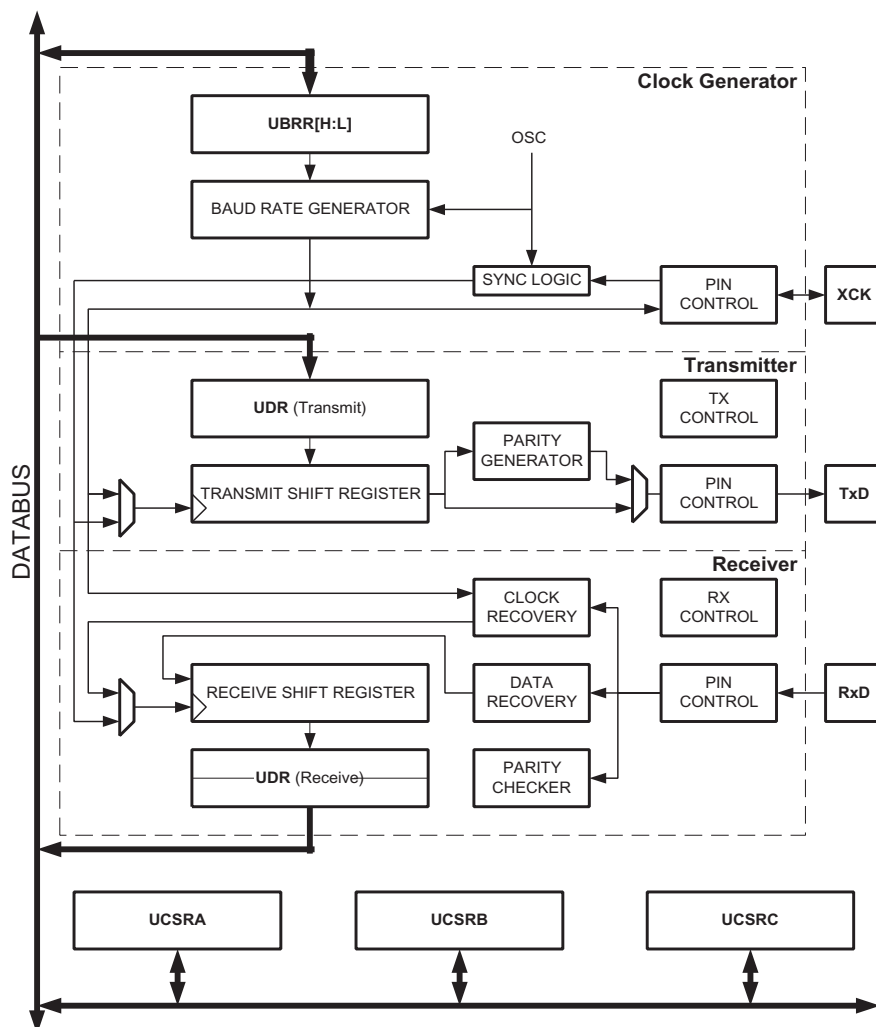 Clock Generator
UBRR[H:L]
OSC
BAUD RATE GENERATOR
SYNC LOGIC
PIN
CONTROL
XCK
Transmitter
TX
CONTROL
UDR (Transmit)
PARITY
GENERATOR
TRANSMIT SHIFT REGISTER
PIN
CONTROL
TxD
DATABUS
Receiver
CLOCK
RECOVERY
RX
CONTROL
RECEIVE SHIFT REGISTER
DATA
RECOVERY
PIN
CONTROL
RxD
UDR (Receive)
PARITY
CHECKER
UCSRA
UCSRB
UCSRC